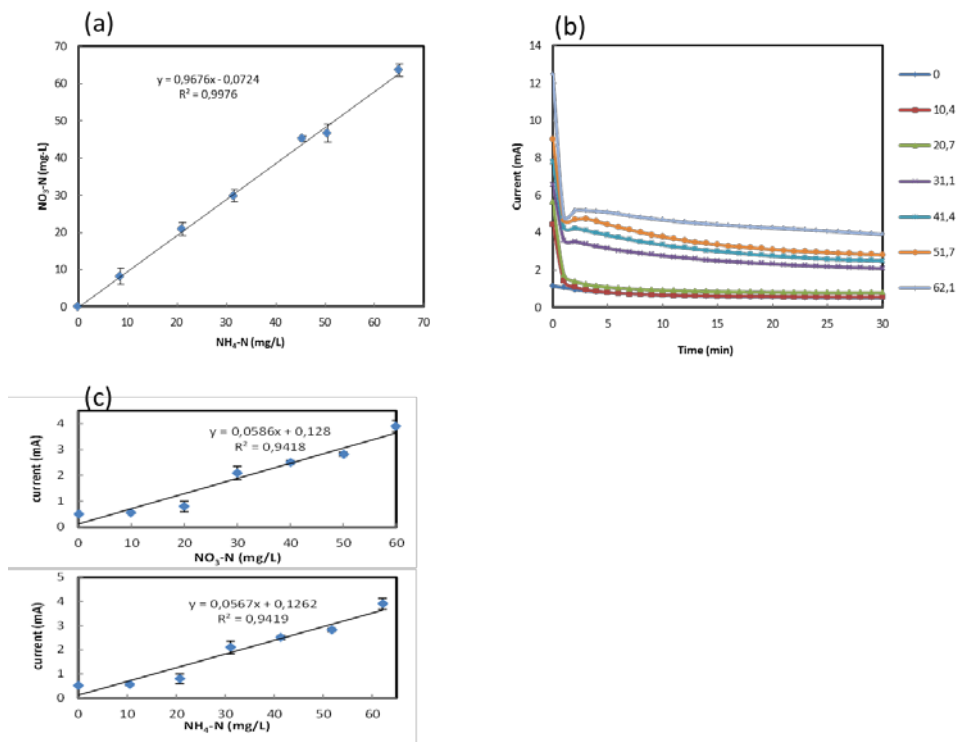 (a)
70
60
50
40
30
20
10
0
NO₃-N (mg-L)
y = 0,9676x - 0,0724
R² = 0,9976
0 10 20 30 40 50 60 70
NH₄-N (mg/L)
(b)
14
12
10
8
6
4
2
0
Current (mA)
0 5 10 15 20 25 30
Time (min)
0
10,4
20,7
31,1
41,4
51,7
62,1
(c)
4
3
2
1
0
current (mA)
y = 0,0586x + 0,128
R² = 0,9418
0 10 20 30 40 50 60
NO₃-N (mg/L)
5
4
3
2
1
0
current (mA)
y = 0,0567x + 0,1262
R² = 0,9419
0 10 20 30 40 50 60
NH₄-N (mg/L)